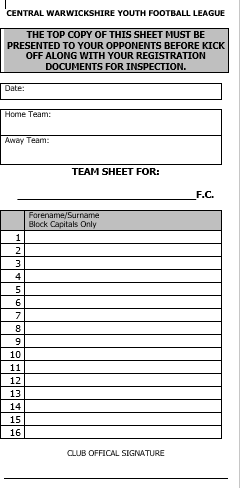 CENTRAL WARWICKSHIRE YOUTH FOOTBALL LEAGUE
THE TOP COPY OF THIS SHEET MUST BE
PRESENTED TO YOUR OPPONENTS BEFORE KICK
OFF ALONG WITH YOUR REGISTRATION
DOCUMENTS FOR INSPECTION.
Date:
Home Team:
Away Team:
TEAM SHEET FOR:
F.C.
Forename/Surname
Block Capitals Only
1
2
3
4
5
6
7
8
9
10
11
12
13
14
15
16
CLUB OFFICAL SIGNATURE